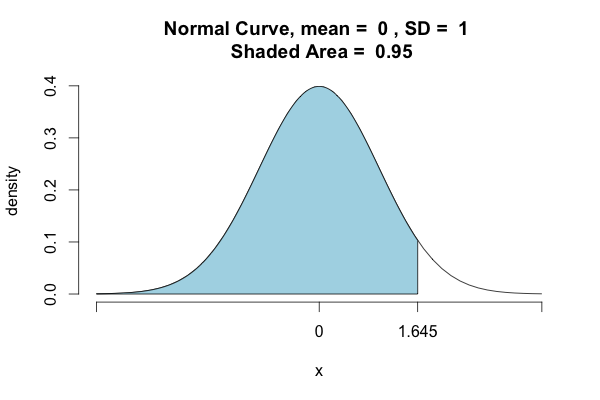 Normal Curve, mean =  0 , SD =  1
Shaded Area =  0.95
density
0.4
0.3
0.2
0.1
0.0
0
1.645
x